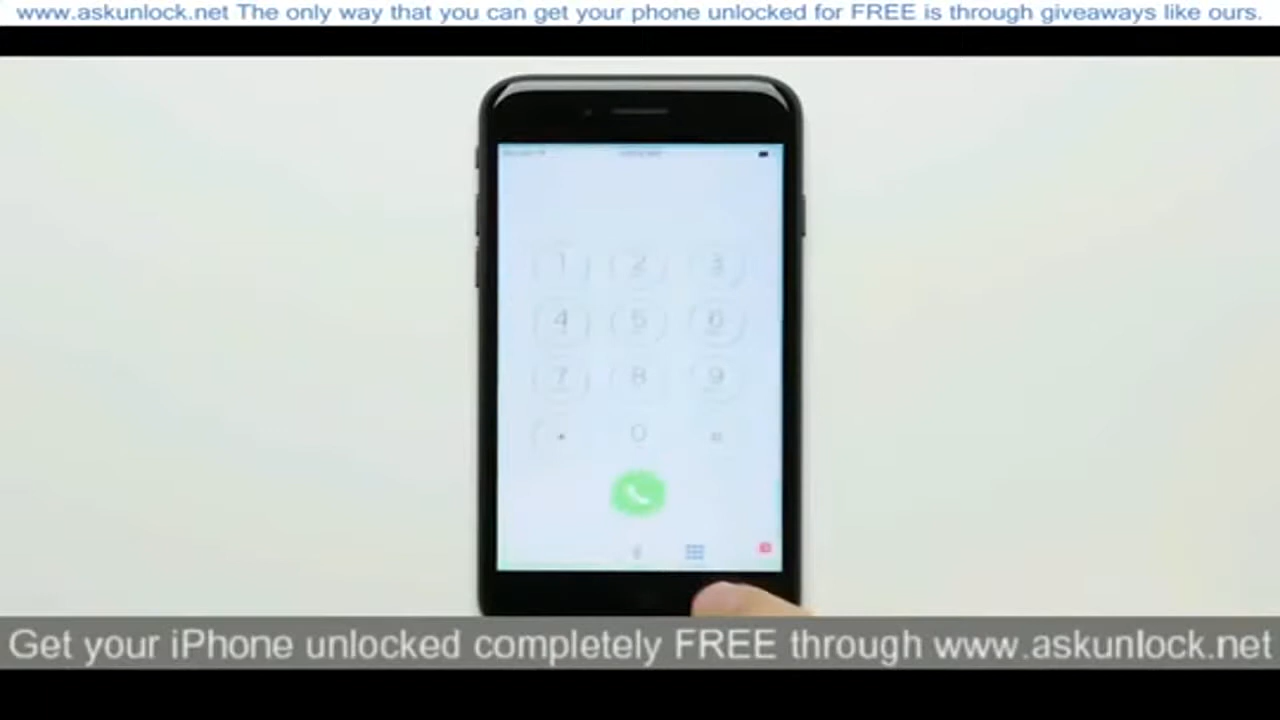 www.askunlock.net The only way that you can get your phone unlocked for FREE is through giveaways like ours.
1 2 3
4 5 6
7 8 9
0
Get your iPhone unlocked completely FREE through www.askunlock.net